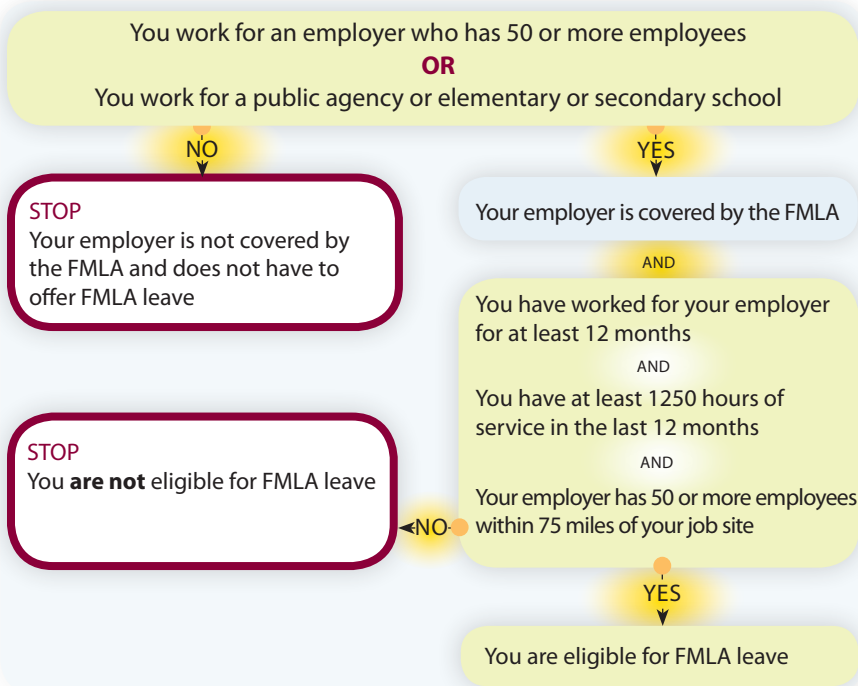 You work for an employer who has 50 or more employees
OR
You work for a public agency or elementary or secondary school
NO
YES
STOP
Your employer is not covered by
the FMLA and does not have to
offer FMLA leave
Your employer is covered by the FMLA
AND
You have worked for your employer
for at least 12 months
AND
You have at least 1250 hours of
service in the last 12 months
AND
Your employer has 50 or more employees
within 75 miles of your job site
NO
STOP
You are not eligible for FMLA leave
YES
You are eligible for FMLA leave